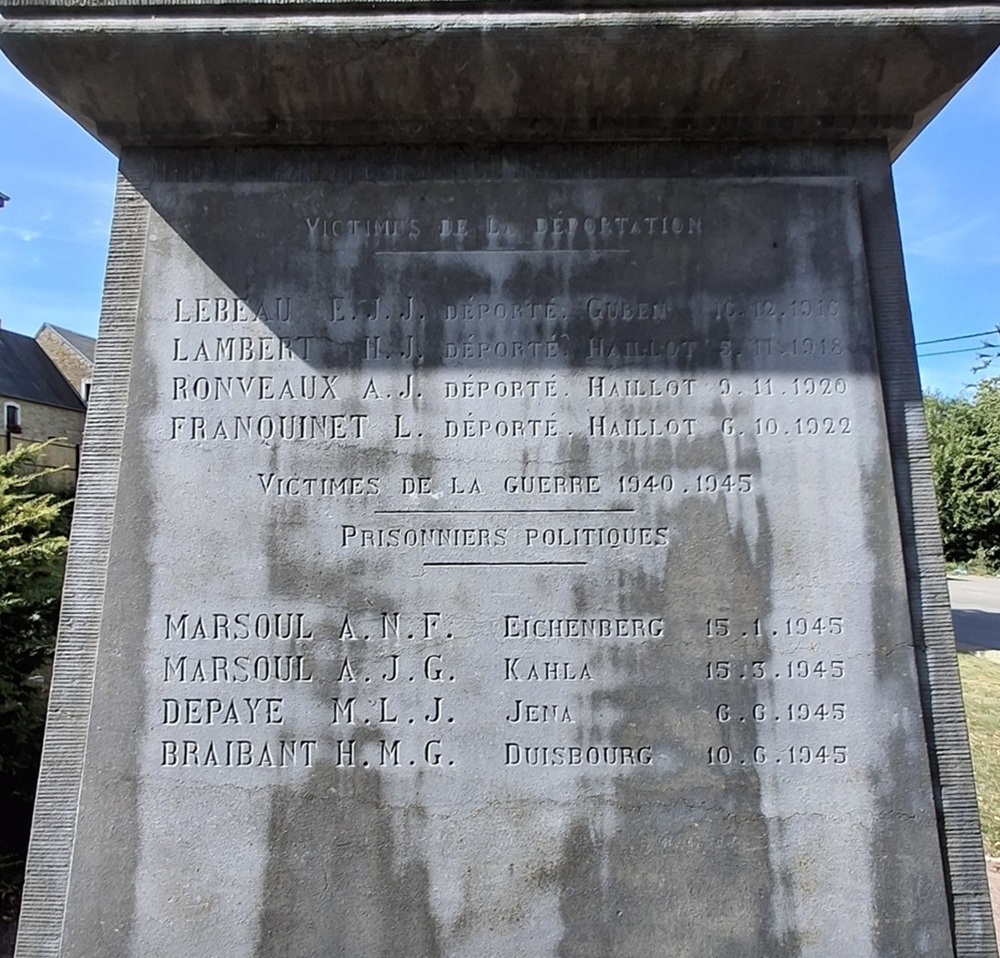 VICTIMES DE LA DÉPORTATION
LEBEAU E.J.J. DÉPORTÉ. GUBEN 16.12.1916
LAMBERT H.J. DÉPORTÉ. HAILLOT 5.11.1918
RONVEAUX A.J. DÉPORTÉ. HAILLOT 9.11.1920
FRANQUINET L. DÉPORTÉ. HAILLOT 6.10.1922
VICTIMES DE LA GUERRE 1940.1945
PRISONNIERS POLITIQUES
MARSOUL A.N.F. EICHENBERG 15.1.1945
MARSOUL A.J.G. KAHLA 15.3.1945
DEPAYE M.L.J. JENA 6.6.1945
BRAIBANT H.M.G. DUISBOURG 10.6.1945